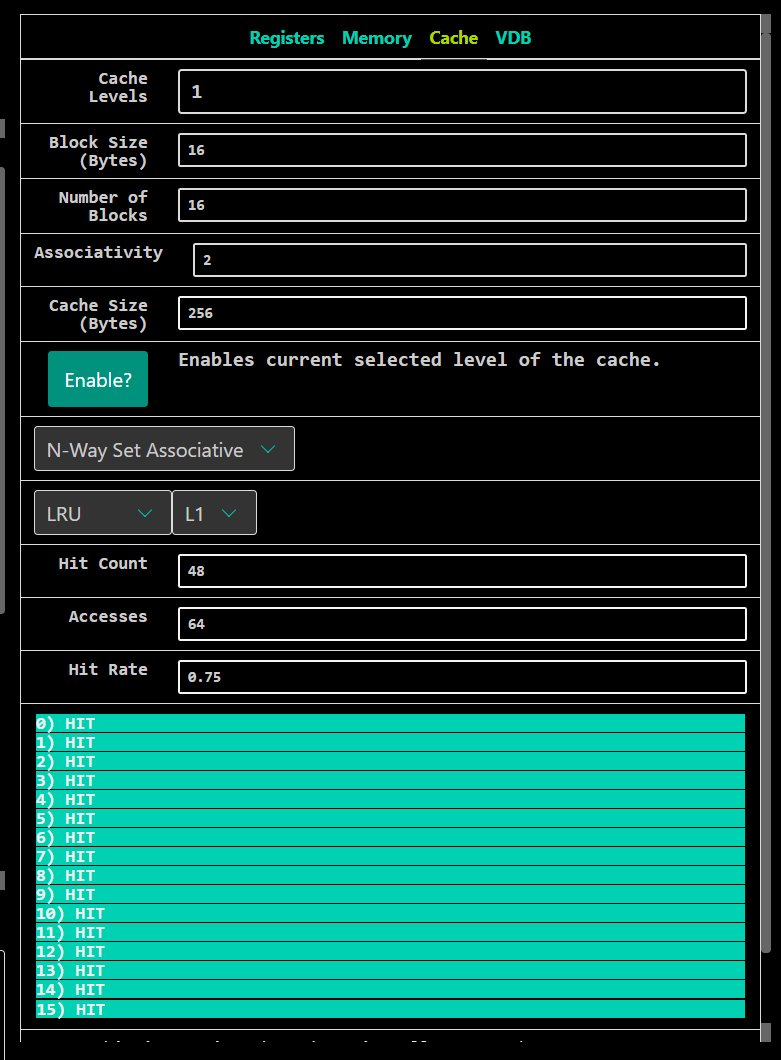 Registers Memory Cache VDB
Cache
Levels
1
Block Size
(Bytes)
16
Number of
Blocks
16
Associativity
2
Cache Size
(Bytes)
256
Enable?
Enables current selected level of the cache.
N-Way Set Associative
LRU
L1
Hit Count
48
Accesses
64
Hit Rate
0.75
0) HIT
1) HIT
2) HIT
3) HIT
4) HIT
5) HIT
6) HIT
7) HIT
8) HIT
9) HIT
10) HIT
11) HIT
12) HIT
13) HIT
14) HIT
15) HIT